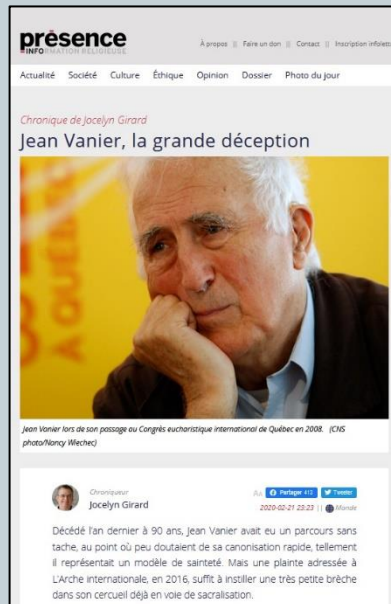 présence
INFORMATION RELIGIEUSE
À propos || Faire un don || Contact || Inscription infolett
Actualité Société Culture Éthique Opinion Dossier Photo du jour
Chronique de Jocelyn Girard
Jean Vanier, la grande déception
À QUÉBEC
Jean Vanier lors de son passage au Congrès eucharistique international de Québec en 2008. (CNS
photo/Nancy Wiechec)
Chroniqueur
Jocelyn Girard
AA Partager 413 Tweeter
2020-02-21 23:23 || Monde
Décédé l'an dernier à 90 ans, Jean Vanier avait eu un parcours sans
tache, au point où peu doutaient de sa canonisation rapide, tellement
il représentait un modèle de sainteté. Mais une plainte adressée à
L'Arche internationale, en 2016, suffit à instiller une très petite brèche
dans son cercueil déjà en voie de sacralisation.